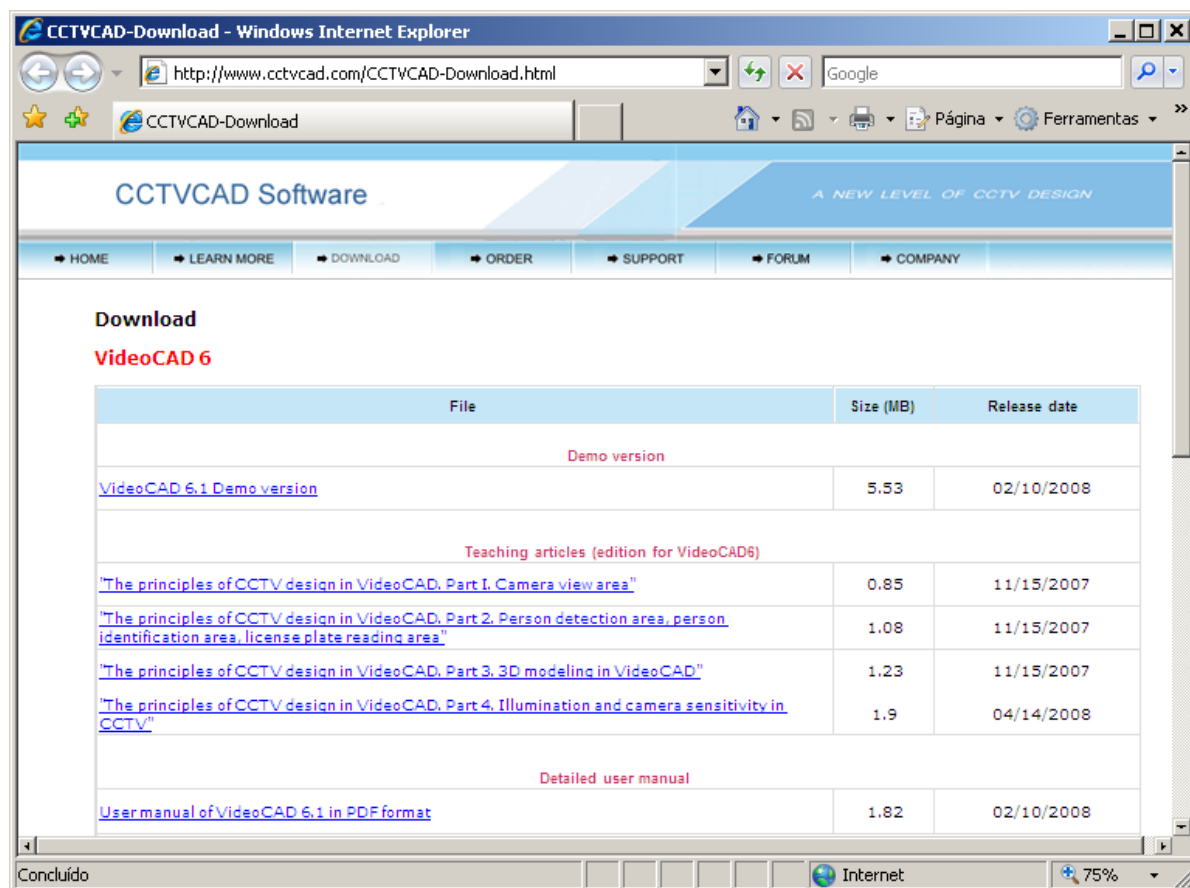 CCTVCAD-Download - Windows Internet Explorer
http://www.cctvcad.com/CCTVCAD-Download.html Google
CCTVCAD-Download Página Ferramentas »
CCTVCAD Software A NEW LEVEL OF CCTV DESIGN
HOME LEARN MORE DOWNLOAD ORDER SUPPORT FORUM COMPANY
Download
VideoCAD 6
File Size (MB) Release date
Demo version
VideoCAD 6.1 Demo version 5.53 02/10/2008
Teaching articles (edition for VideoCAD6)
"The principles of CCTV design in VideoCAD. Part I. Camera view area" 0.85 11/15/2007
"The principles of CCTV design in VideoCAD. Part 2. Person detection area, person
identification area, license plate reading area" 1.08 11/15/2007
"The principles of CCTV design in VideoCAD. Part 3. 3D modeling in VideoCAD" 1.23 11/15/2007
"The principles of CCTV design in VideoCAD. Part 4. Illumination and camera sensitivity in
CCTV" 1.9 04/14/2008
Detailed user manual
User manual of VideoCAD 6.1 in PDF format 1.82 02/10/2008
Concluído Internet 75%